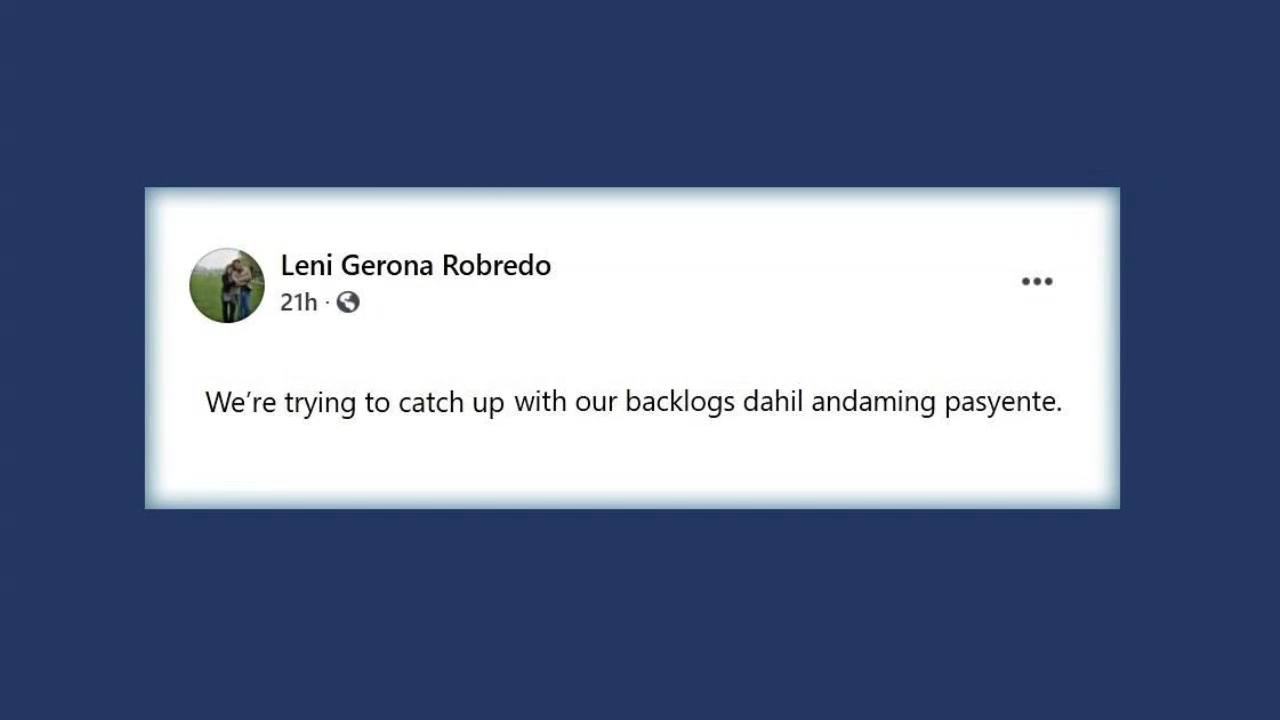 Leni Gerona Robredo
21h ·
We're trying to catch up with our backlogs dahil andaming pasyente.